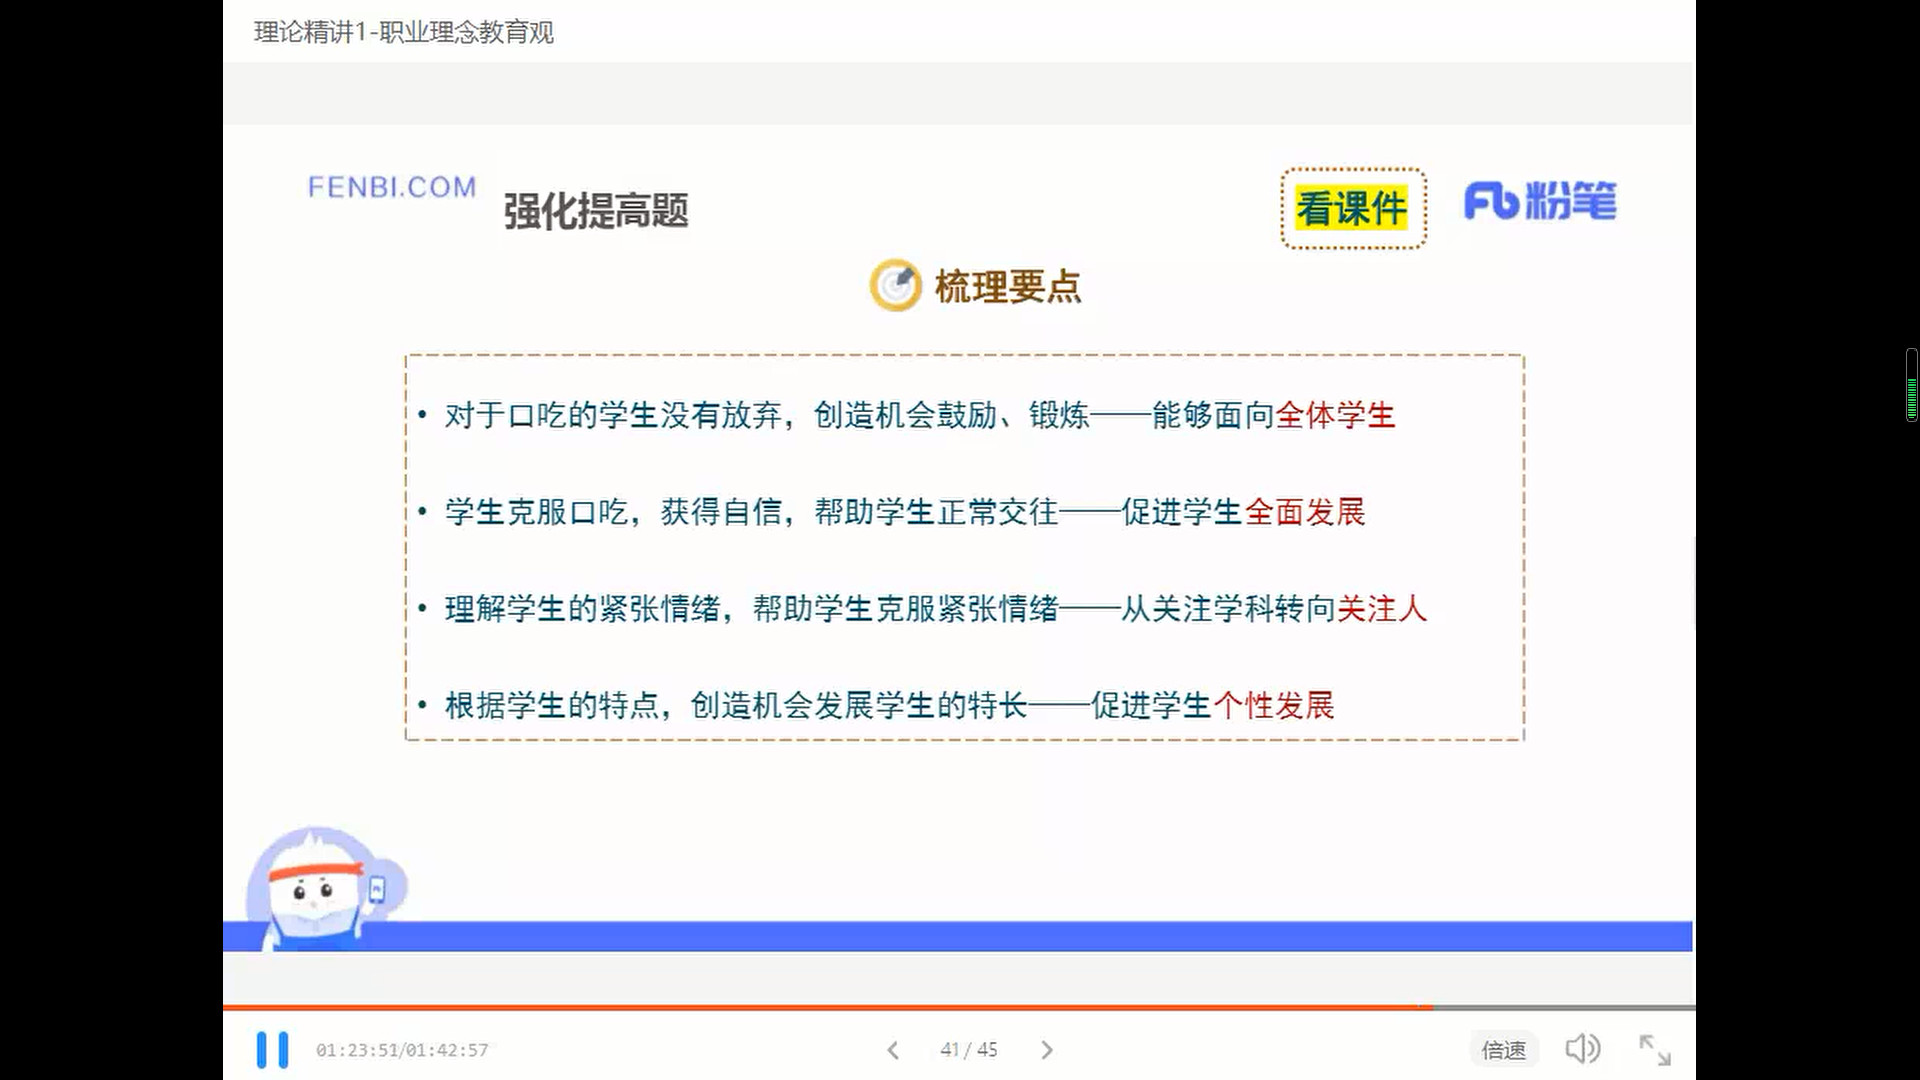 理论精讲1-职业理念教育观
FENBI.COM
强化提高题
看课件
粉笔
梳理要点
• 对于口吃的学生没有放弃，创造机会鼓励、锻炼——能够面向全体学生
• 学生克服口吃，获得自信，帮助学生正常交往——促进学生全面发展
• 理解学生的紧张情绪，帮助学生克服紧张情绪——从关注学科转向关注人
• 根据学生的特点，创造机会发展学生的特长——促进学生个性发展
01:23:51/01:42:57
41/ 45
倍速